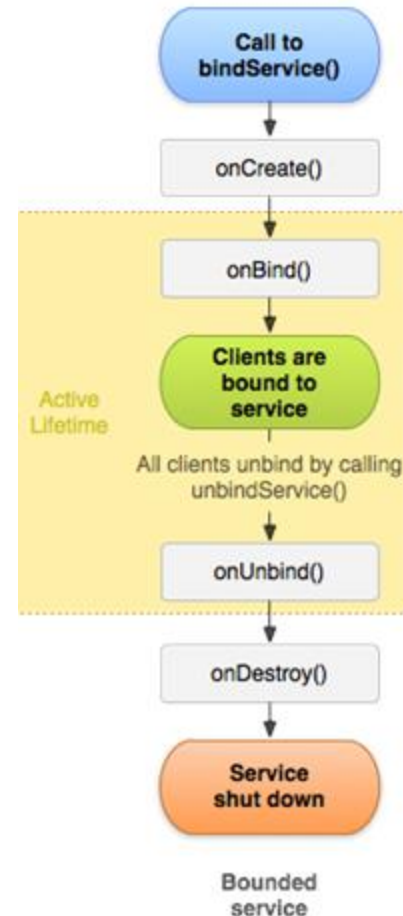 Call to
bindService()
onCreate()
onBind()
Clients are
bound to
service
Active
Lifetime
All clients unbind by calling
unbindService()
onUnbind()
onDestroy()
Service
shut down
Bounded
service